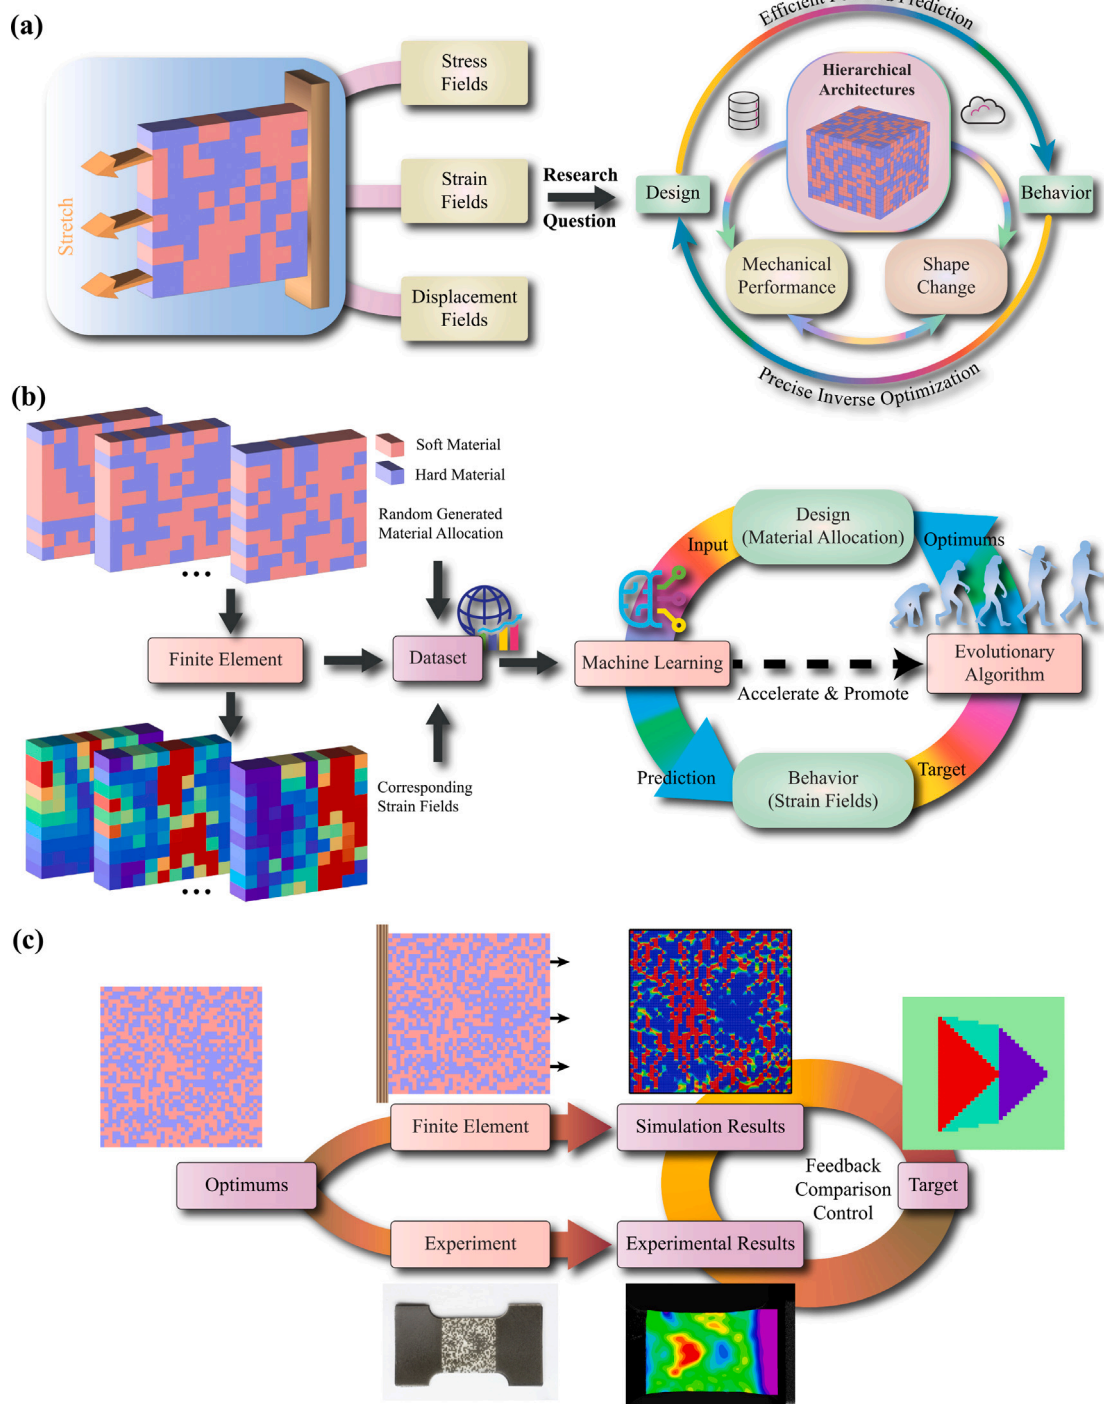 (a)
Stretch
Stress
Fields
Strain
Fields
Displacement
Fields
Research
Question
Prediction
Hierarchical
Architectures
Design
Behavior
Mechanical
Performance
Shape
Change
Precise Inverse Optimization
(b)
Soft Material
Hard Material
Random Generated
Material Allocation
Finite Element
Dataset
Corresponding
Strain Fields
Design
(Material Allocation)
Input
Optimums
Machine Learning
Accelerate & Promote
Evolutionary
Algorithm
Prediction
Behavior
(Strain Fields)
Target
(c)
Finite Element
Simulation Results
Optimums
Feedback
Comparison
Control
Target
Experiment
Experimental Results